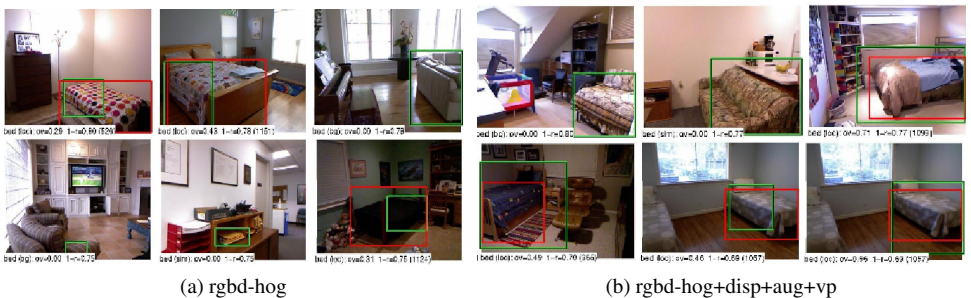 bed (loc): ov=0.29 1-r=0.80 (526)
bed (loc): ov=0.43 1-r=0.78 (1151)
bed (bg): ov=0.00 1-r=0.78
bed (bg): ov=0.00 1-r=0.80
bed (sim): ov=0.00 1-r=0.77
bed (loc): ov=0.71 1-r=0.77 (1099)
bed (bg): ov=0.00 1-r=0.75
bed (sim): ov=0.00 1-r=0.75
bed (loc): ov=0.31 1-r=0.75 (1124)
bed (loc): ov=0.49 1-r=0.70
bed (loc): ov=0.46 1-r=0.69 (1057)
bed (loc): 1-r=0.69 (1057)
(a) rgbd-hog
(b) rgbd-hog+disp+aug+vp